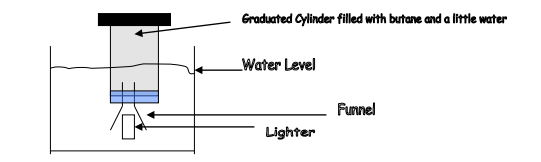 Graduated Cylinder filled with butane and a little water
Water Level
Funnel
Lighter